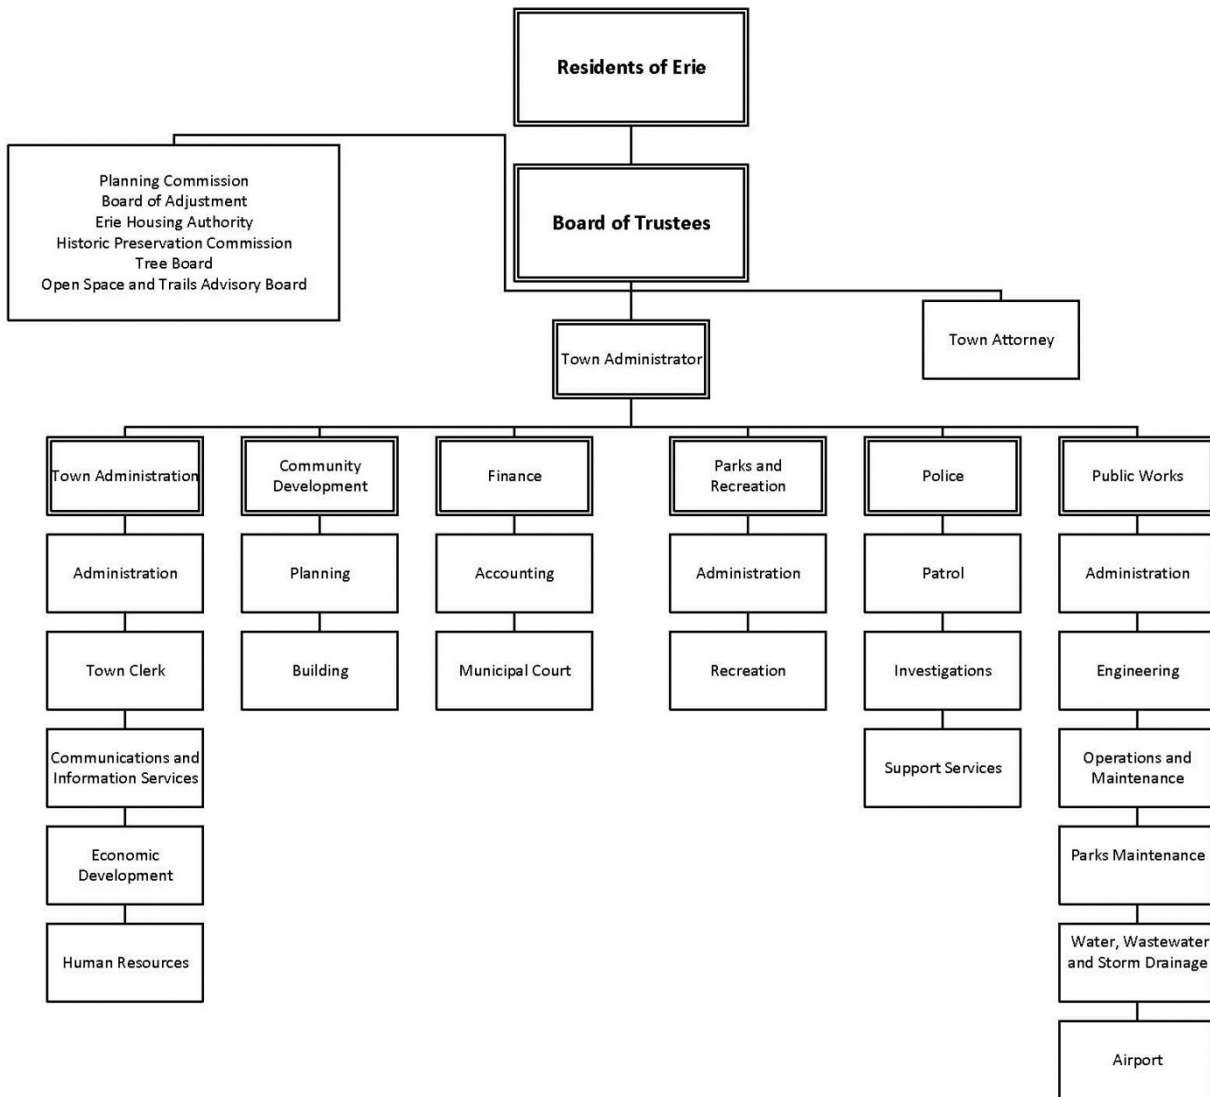 Residents of Erie
Planning Commission
Board of Adjustment
Erie Housing Authority
Historic Preservation Commission
Tree Board
Open Space and Trails Advisory Board
Board of Trustees
Town Administrator
Town Attorney
Town Administration
Community
Development
Finance
Parks and
Recreation
Police
Public Works
Administration
Planning
Accounting
Administration
Patrol
Administration
Town Clerk
Building
Municipal Court
Recreation
Investigations
Engineering
Communications and
Information Services
Support Services
Operations and
Maintenance
Economic
Development
Parks Maintenance
Human Resources
Water, Wastewater
and Storm Drainage
Airport